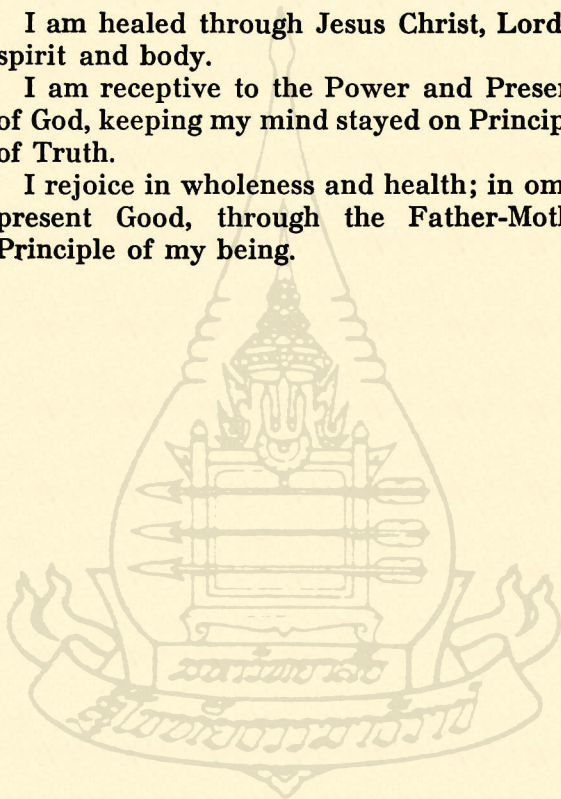 I am healed through Jesus Christ, Lord
spirit and body.
I am receptive to the Power and Presen
of God, keeping my mind stayed on Princip
of Truth.
I rejoice in wholeness and health; in om
present Good, through the Father-Moth
Principle of my being.